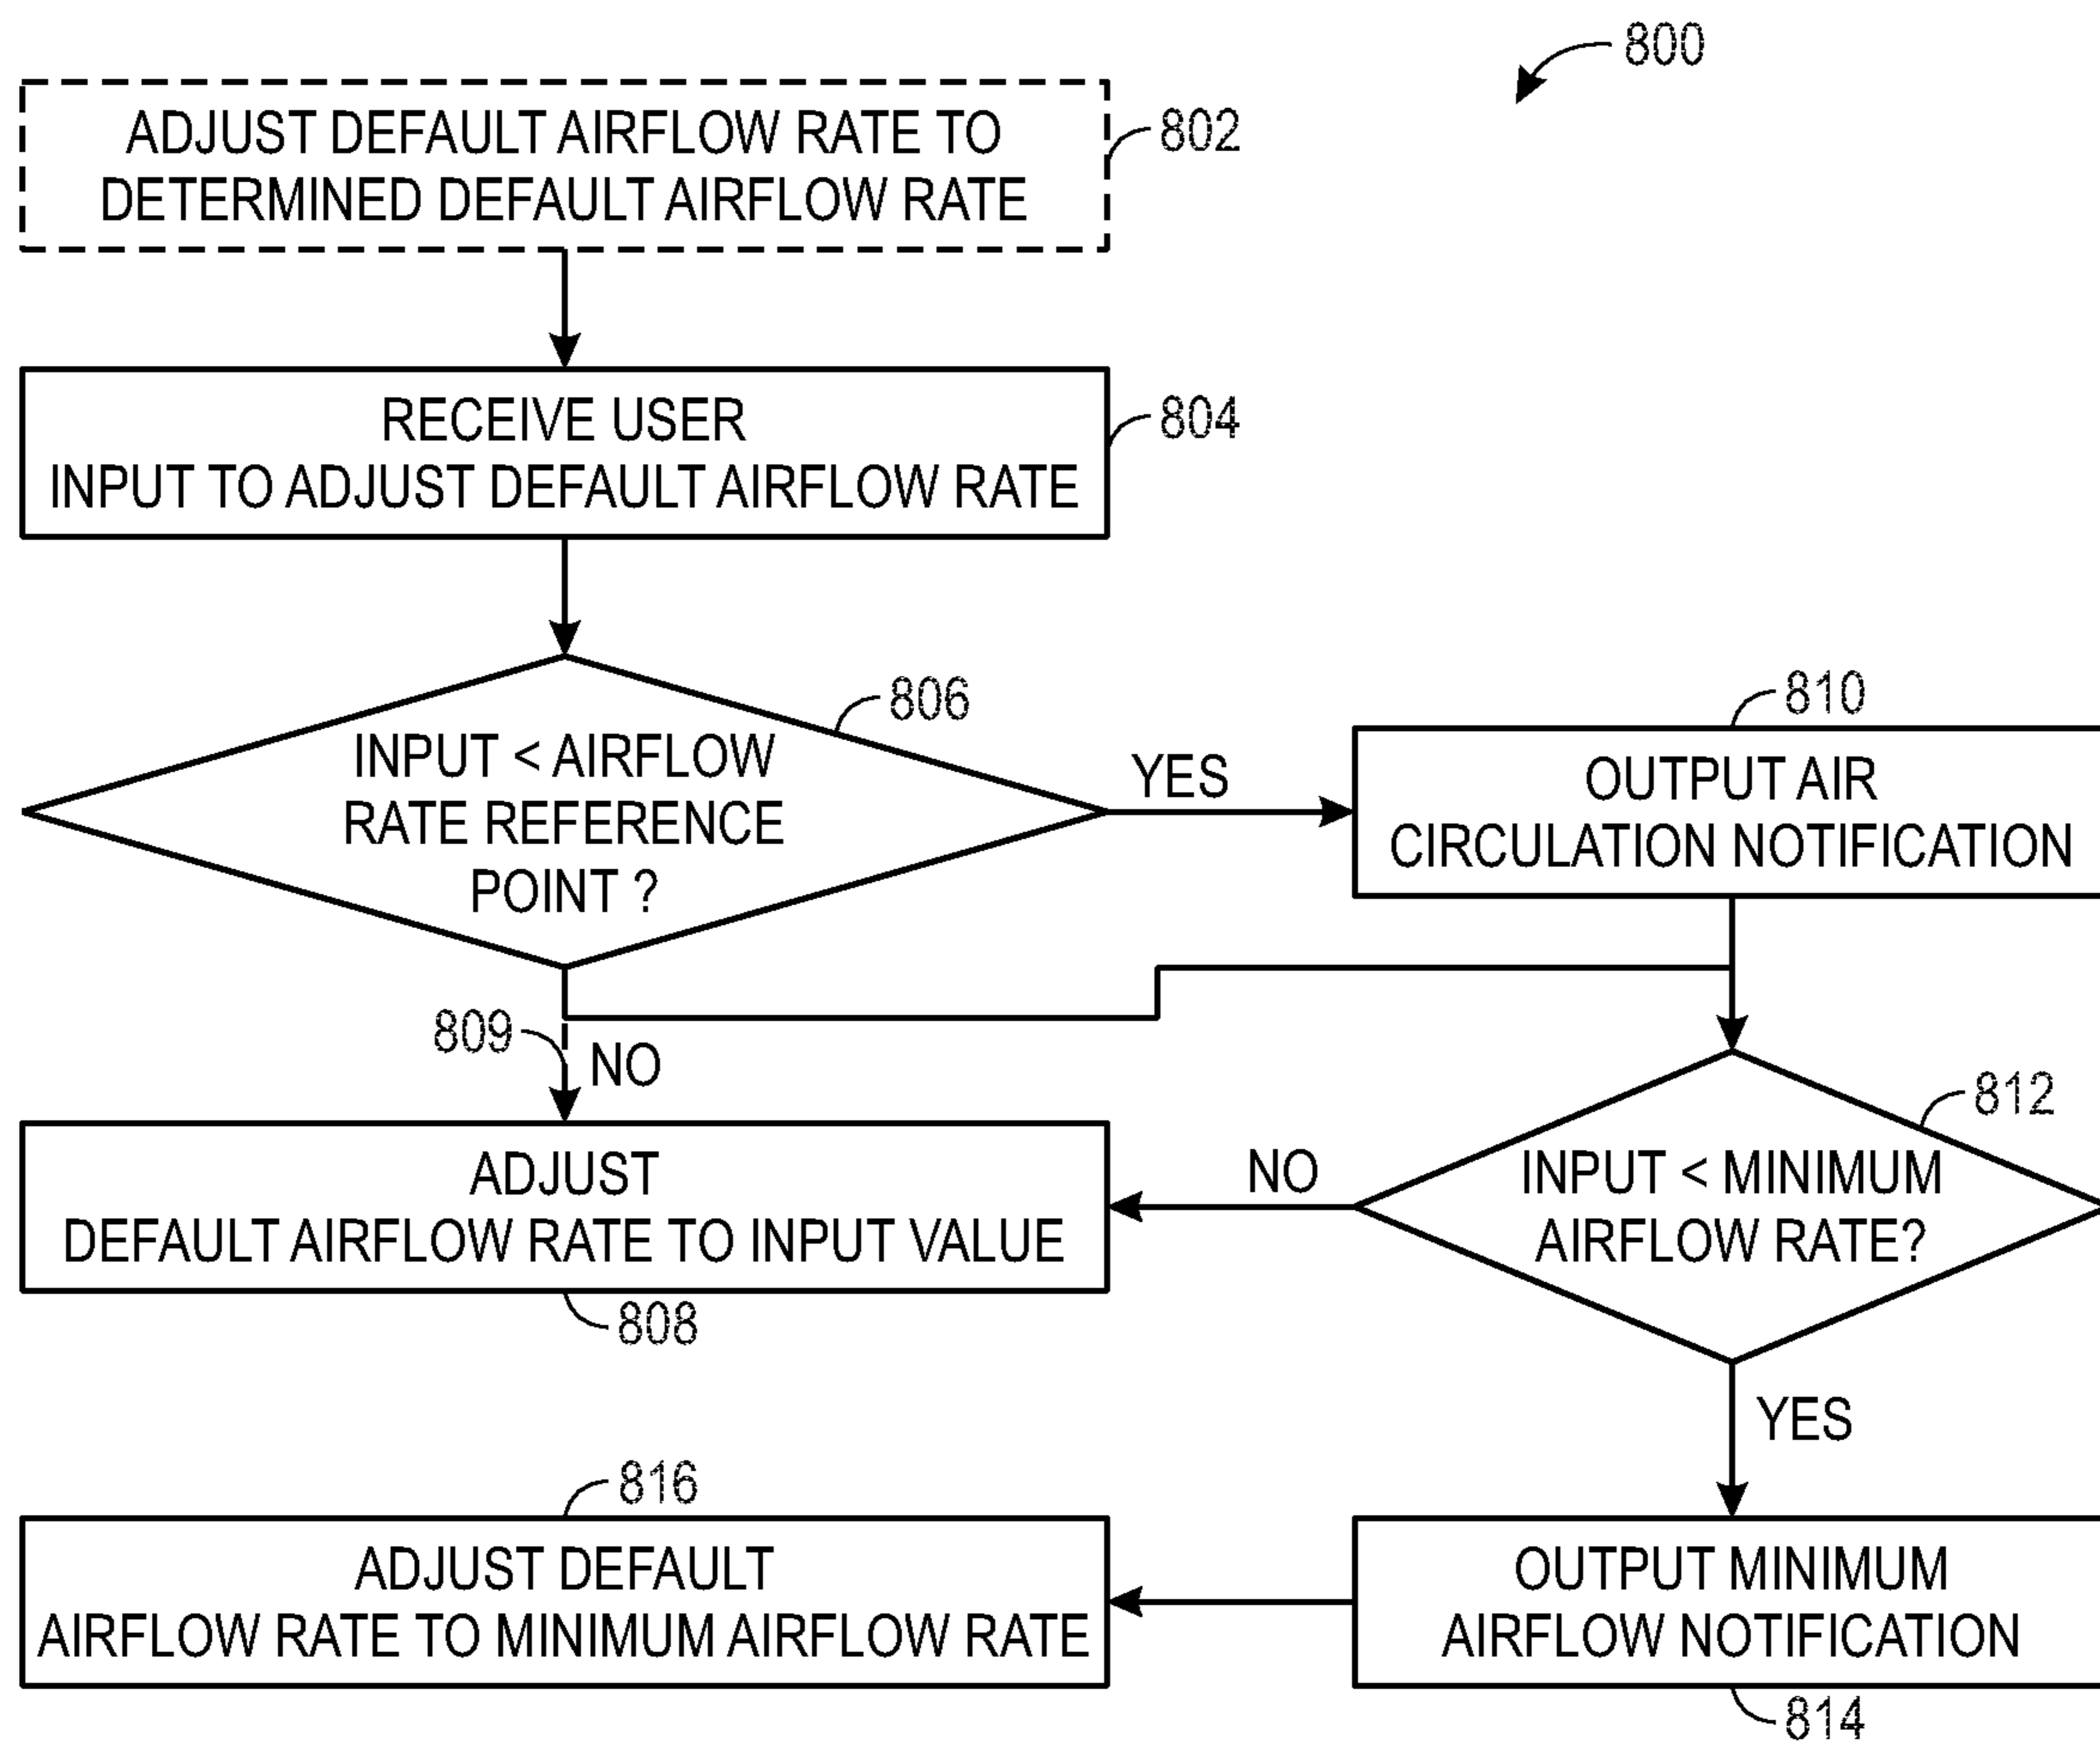 800
ADJUST DEFAULT AIRFLOW RATE TO
DETERMINED DEFAULT AIRFLOW RATE
802
RECEIVE USER
INPUT TO ADJUST DEFAULT AIRFLOW RATE
804
806
INPUT < AIRFLOW
RATE REFERENCE
POINT ?
YES
810
OUTPUT AIR
CIRCULATION NOTIFICATION
809
NO
812
INPUT < MINIMUM
AIRFLOW RATE?
NO
ADJUST
DEFAULT AIRFLOW RATE TO INPUT VALUE
808
YES
816
ADJUST DEFAULT
AIRFLOW RATE TO MINIMUM AIRFLOW RATE
OUTPUT MINIMUM
AIRFLOW NOTIFICATION
814